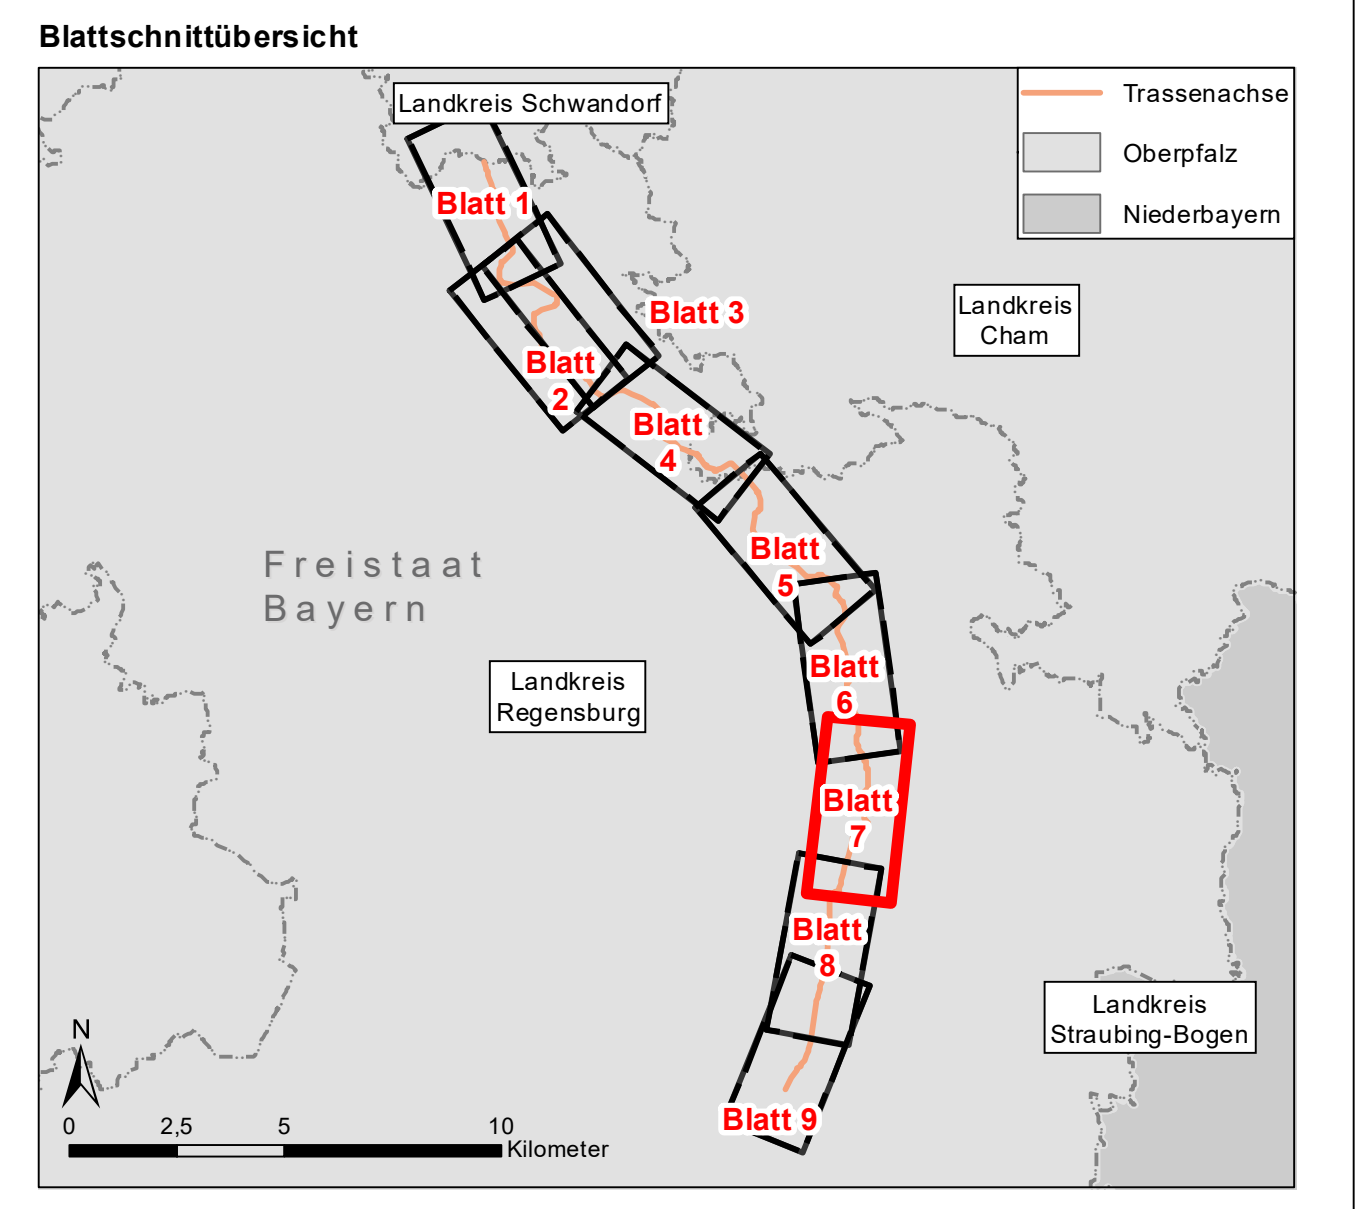 Blattschnittübersicht
Landkreis Schwandorf
Trassenachse
Oberpfalz
Niederbayern
Blatt 1
Blatt 3
Landkreis
Cham
Blatt
2
Blatt
4
Blatt
5
Freistaat
Bayern
Landkreis
Regensburg
Blatt
6
Blatt
7
Blatt
8
Landkreis
Straubing-Bogen
Blatt 9
N
0 2,5 5 10
Kilometer